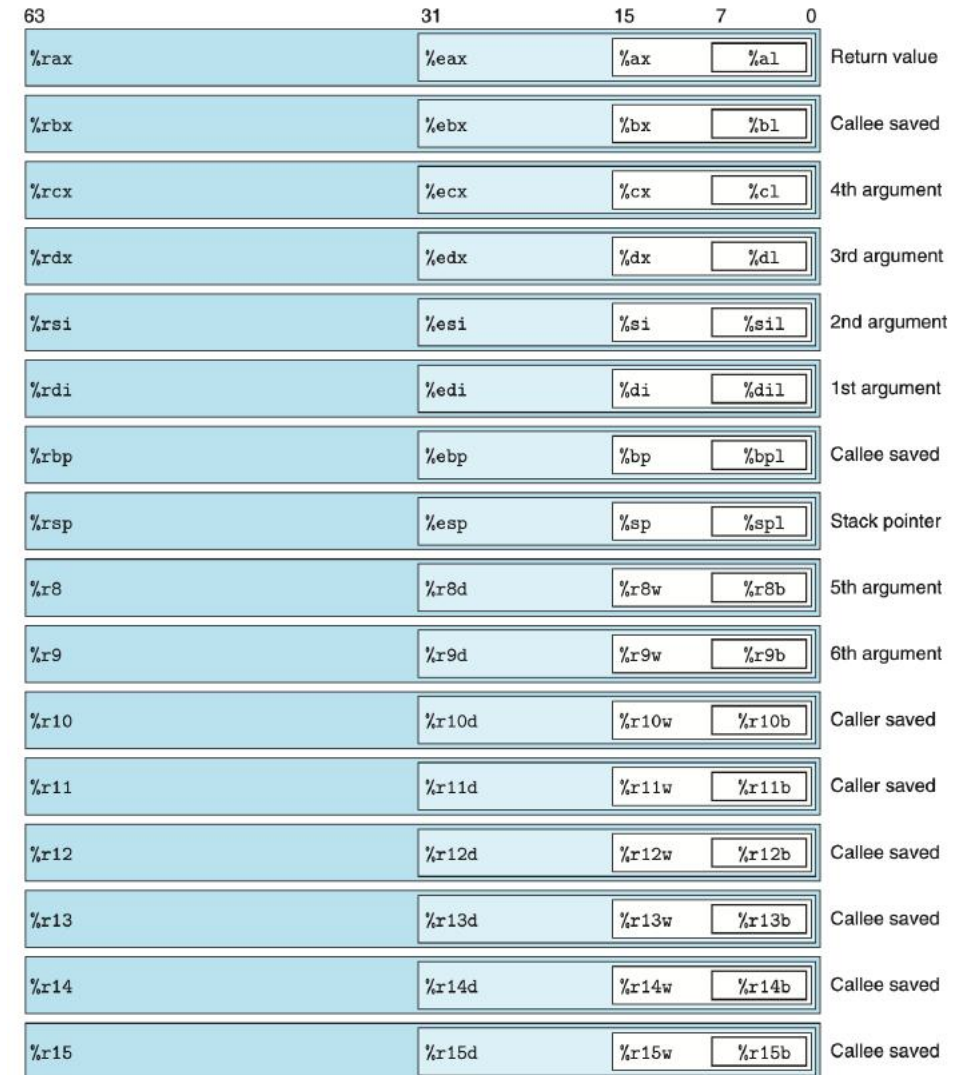 63 31 15 7 0
%rax %eax %ax %al Return value
%rbx %ebx %bx %bl Callee saved
%rcx %ecx %cx %cl 4th argument
%rdx %edx %dx %dl 3rd argument
%rsi %esi %si %sil 2nd argument
%rdi %edi %di %dil 1st argument
%rbp %ebp %bp %bpl Callee saved
%rsp %esp %sp %spl Stack pointer
%r8 %r8d %r8w %r8b 5th argument
%r9 %r9d %r9w %r9b 6th argument
%r10 %r10d %r10w %r10b Caller saved
%r11 %r11d %r11w %r11b Caller saved
%r12 %r12d %r12w %r12b Callee saved
%r13 %r13d %r13w %r13b Callee saved
%r14 %r14d %r14w %r14b Callee saved
%r15 %r15d %r15w %r15b Callee saved